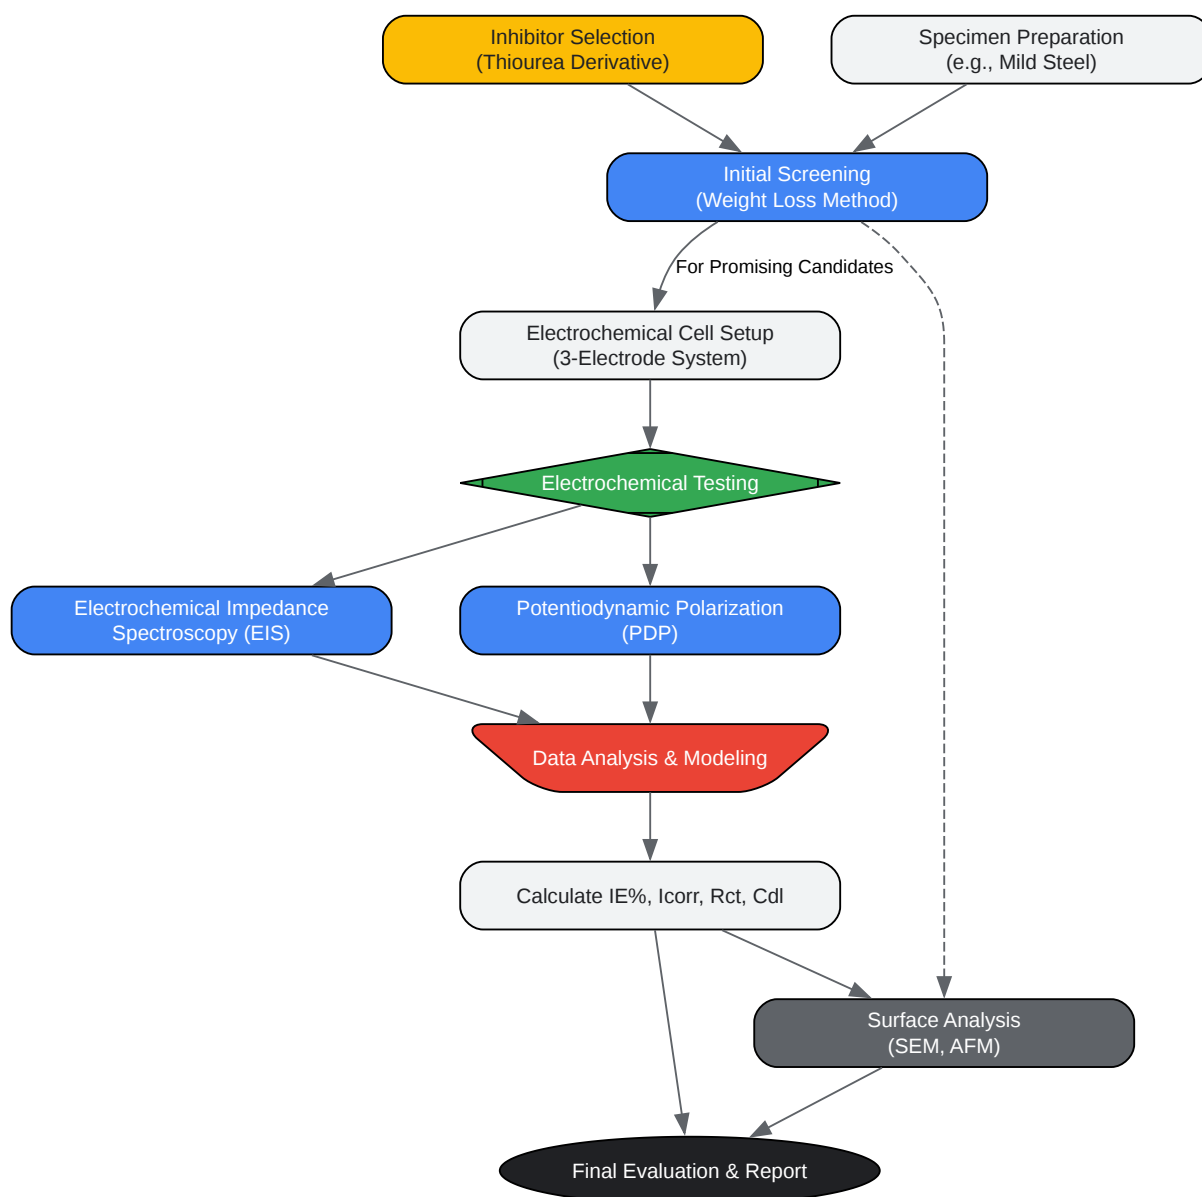 Inhibitor Selection
(Thiourea Derivative)
Specimen Preparation
(e.g., Mild Steel)
Initial Screening
(Weight Loss Method)
For Promising Candidates
Electrochemical Cell Setup
(3-Electrode System)
Electrochemical Testing
Electrochemical Impedance
Spectroscopy (EIS)
Potentiodynamic Polarization
(PDP)
Data Analysis & Modeling
Calculate IE%, Icorr, Rct, Cdl
Surface Analysis
(SEM, AFM)
Final Evaluation & Report